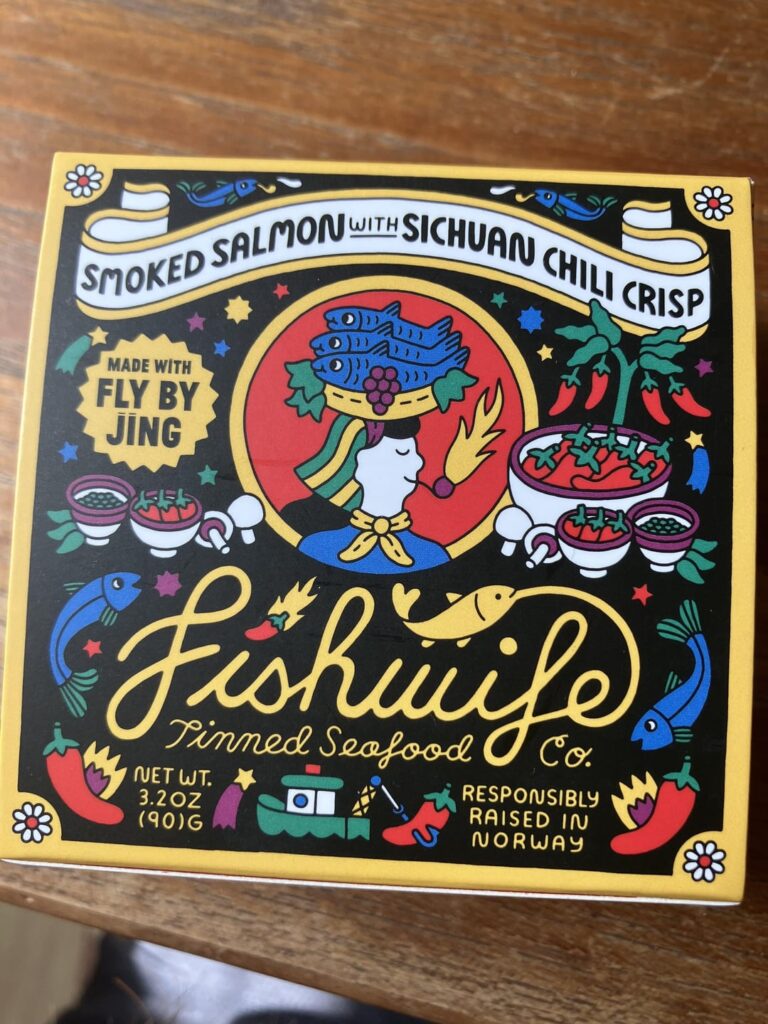 SMOKED SALMON WITH SICHUAN CHILI CRISP
MADE WITH
FLY BY
JĪNG
Fishwife
Tinned Seafood Co.
NET WT.
3.2OZ
(90)G
RESPONSIBLY
RAISED IN
NORWAY